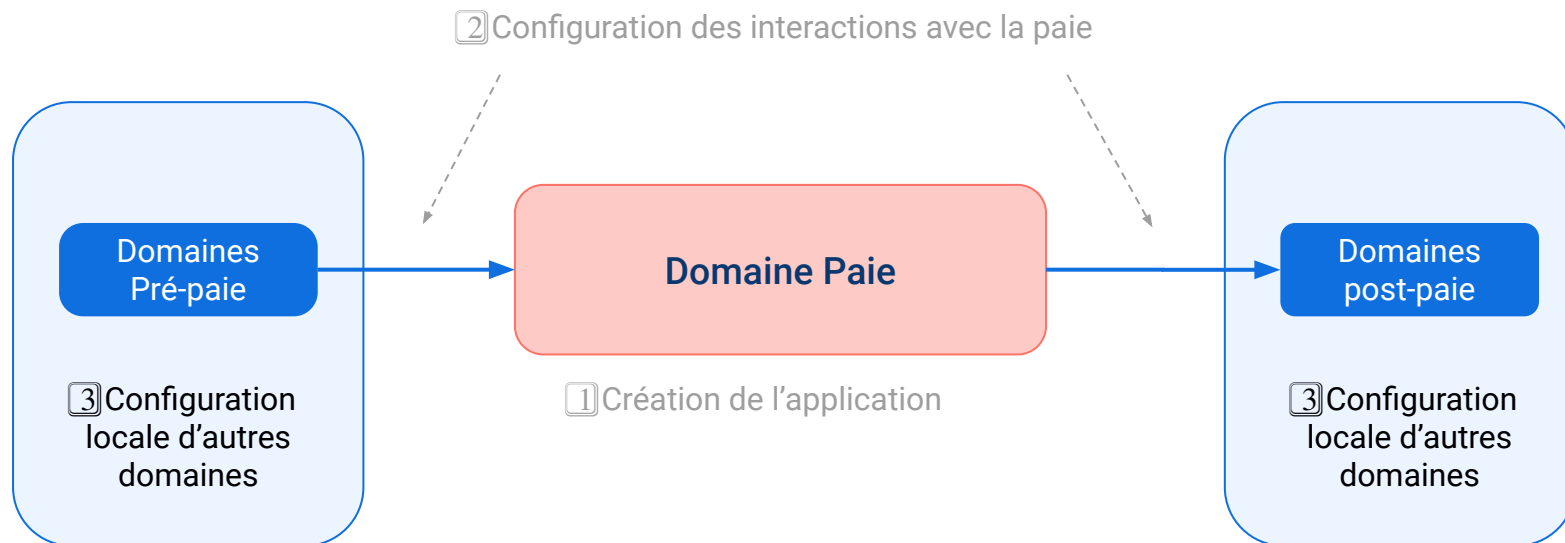 2 Configuration des interactions avec la paie
Domaines
Pré-paie
Domaine Paie
Domaines
post-paie
3 Configuration
locale d’autres
domaines
1 Création de l’application
3 Configuration
locale d’autres
domaines